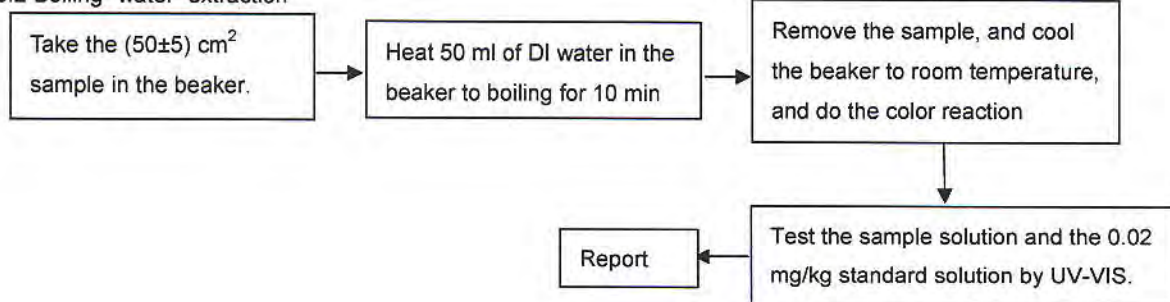 Boiling water extraction
Take the (50±5) cm²
sample in the beaker.
Heat 50 ml of DI water in the
beaker to boiling for 10 min
Remove the sample, and cool
the beaker to room temperature,
and do the color reaction
Test the sample solution and the 0.02
mg/kg standard solution by UV-VIS.
Report